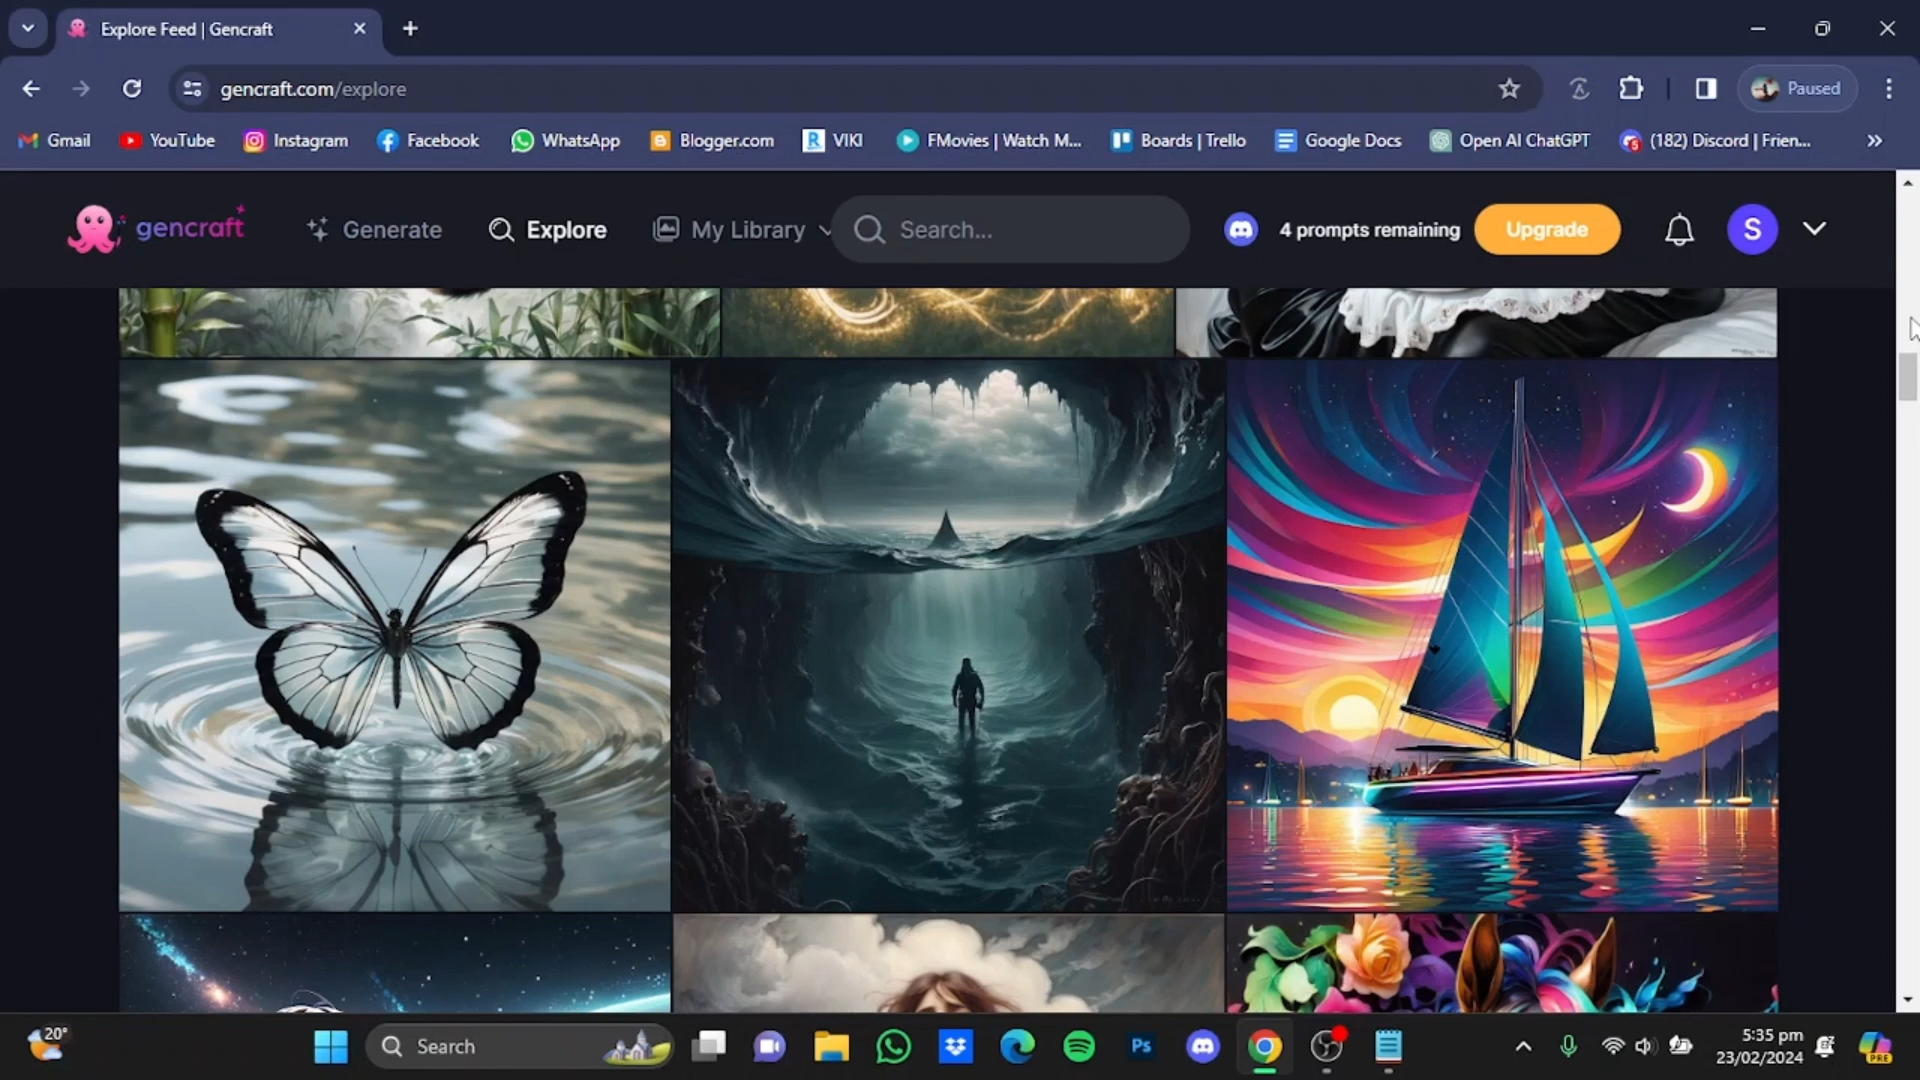 Explore Feed | Gencraft
gencraft.com/explore
Paused
Gmail
YouTube
Instagram
Facebook
WhatsApp
Blogger.com
VIKI
FMovies | Watch M...
Boards | Trello
Google Docs
Open AI ChatGPT
(182) Discord | Frien...
gencraft
Generate
Explore
My Library
Search...
4 prompts remaining
Upgrade
S
20°
Search
Ps
5:35 pm
23/02/2024
PRE